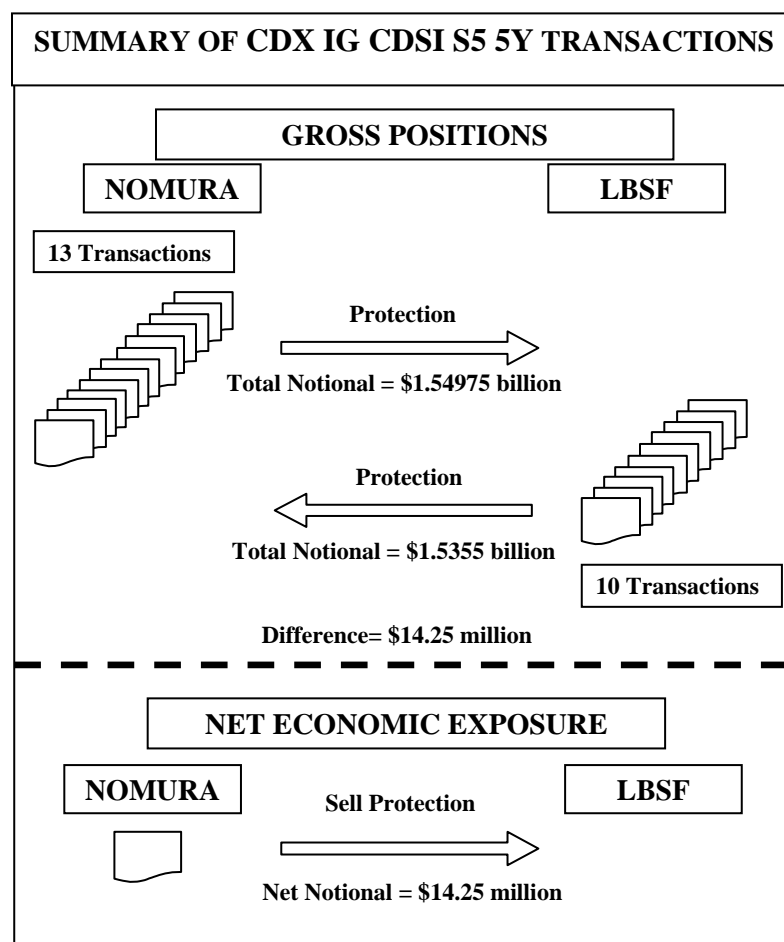 SUMMARY OF CDX IG CDSI S5 5Y TRANSACTIONS
GROSS POSITIONS
NOMURA
LBSF
13 Transactions
Protection
Total Notional = $1.54975 billion
Protection
Total Notional = $1.5355 billion
10 Transactions
Difference= $14.25 million
NET ECONOMIC EXPOSURE
NOMURA
Sell Protection
LBSF
Net Notional = $14.25 million